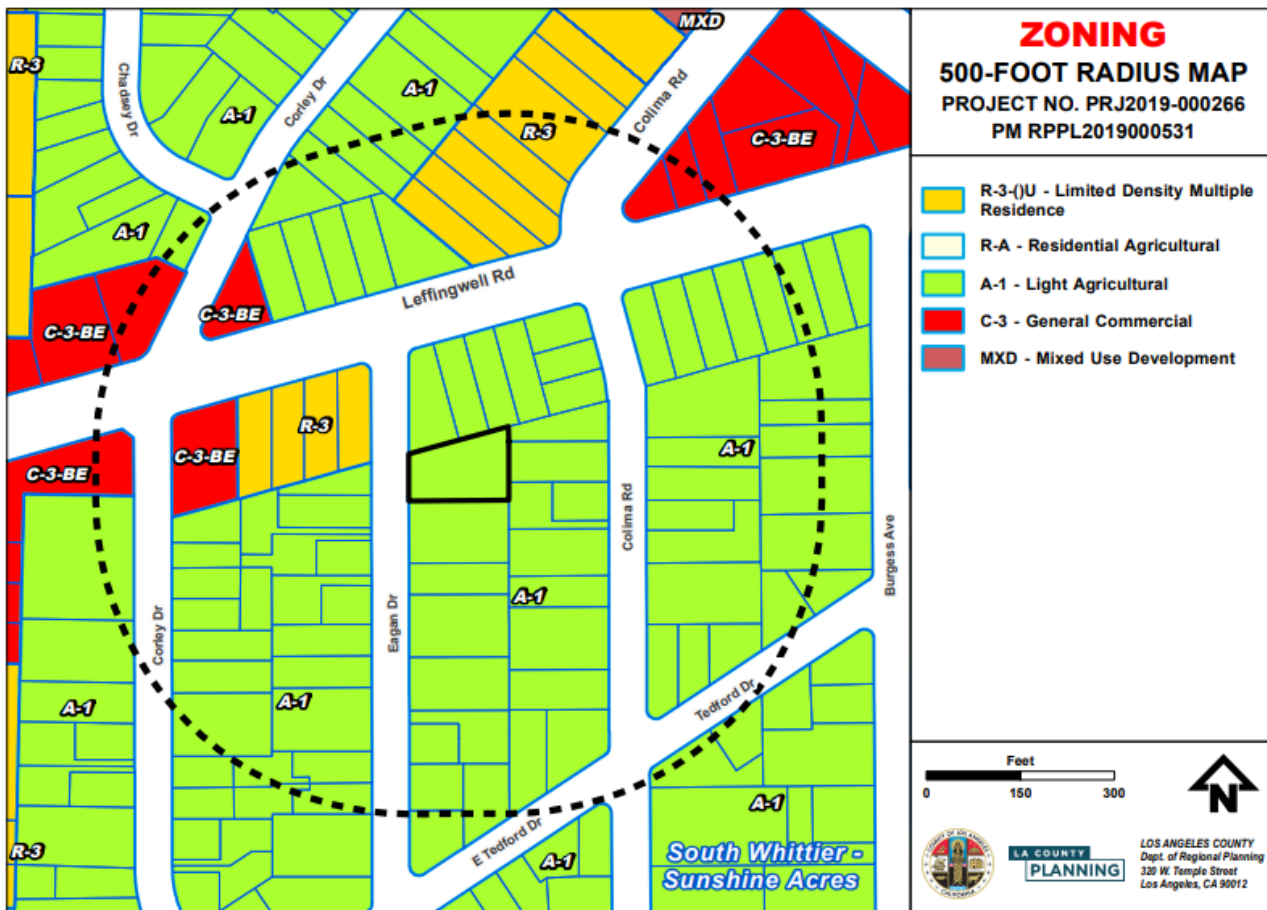 ZONING
500-FOOT RADIUS MAP
PROJECT NO. PRJ2019-000266
PM RPPL2019000531
R-3-()U - Limited Density Multiple
Residence
R-A - Residential Agricultural
A-1 - Light Agricultural
C-3 - General Commercial
MXD - Mixed Use Development
MXD
R-3
Chadsey Dr
A-1
Corley Dr
A-1
R-3
Colima Rd
C-3-BE
A-1
C-3-BE
C-3-BE
Leffingwell Rd
C-3-BE
C-3-BE
R-3
A-1
Colima Rd
Burgess Ave
Corley Dr
Eagan Dr
A-1
A-1
A-1
Tedford Dr
A-1
E Tedford Dr
R-3
A-1
South Whittier -
Sunshine Acres
Feet
0 150 300
N
COUNTY OF LOS ANGELES
CALIFORNIA
LA COUNTY
PLANNING
LOS ANGELES COUNTY
Dept. of Regional Planning
320 W. Temple Street
Los Angeles, CA 90012